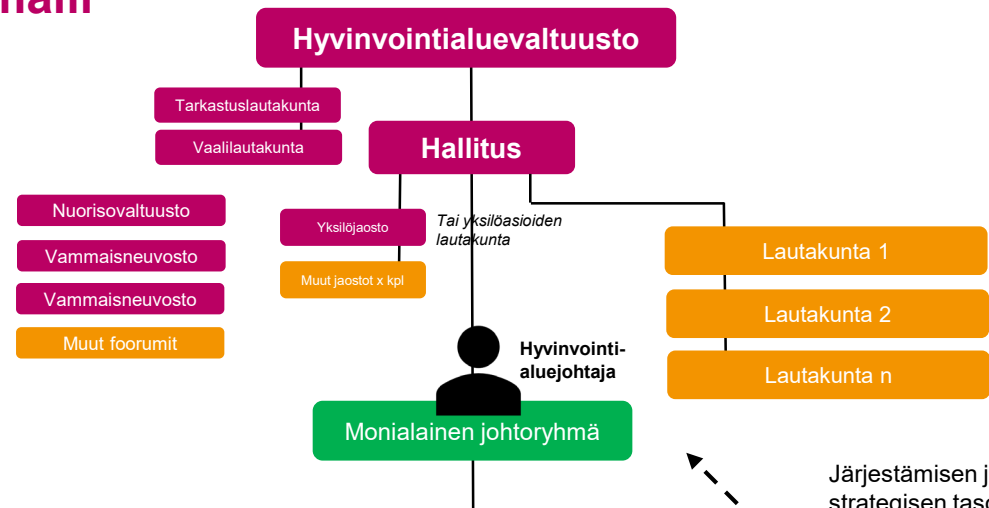 Hyvinvointialuevaltuusto
Tarkastuslautakunta
Vaalilautakunta
Hallitus
Nuorisovaltuusto
Vammaisneuvosto
Vammaisneuvosto
Muut foorumit
Yksilöjaosto
Tai yksilöasioiden
lautakunta
Muut jaostot x kpl
Lautakunta 1
Lautakunta 2
Lautakunta n
Hyvinvointi-
aluejohtaja
Monialainen johtoryhmä
Järjestämisen j